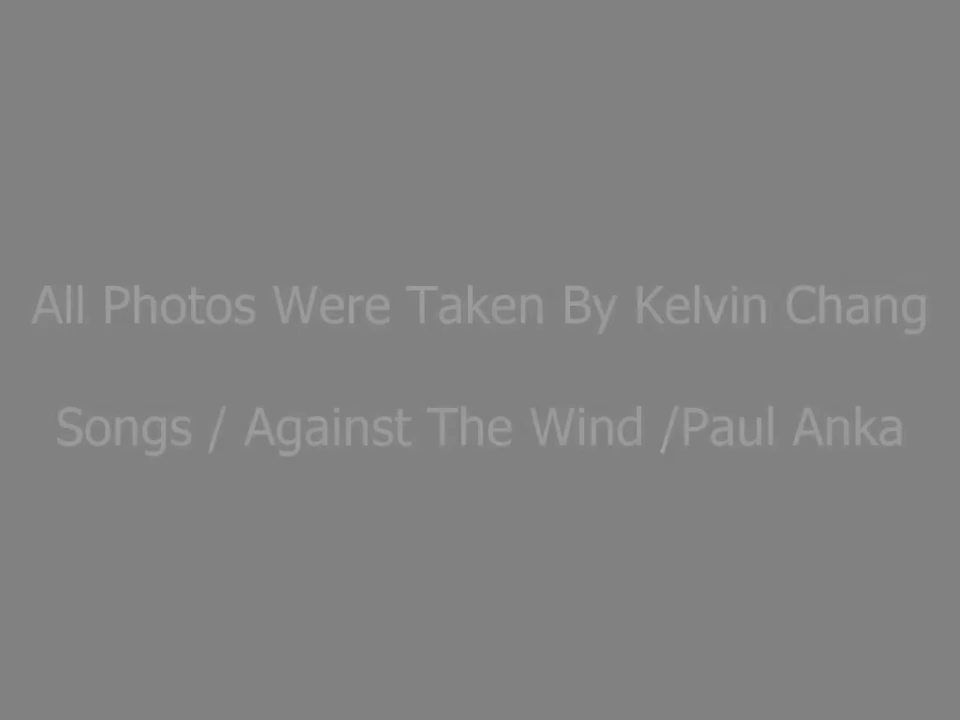 All Photos Were Taken By Kelvin Chang
Songs / Against The Wind /Paul Anka